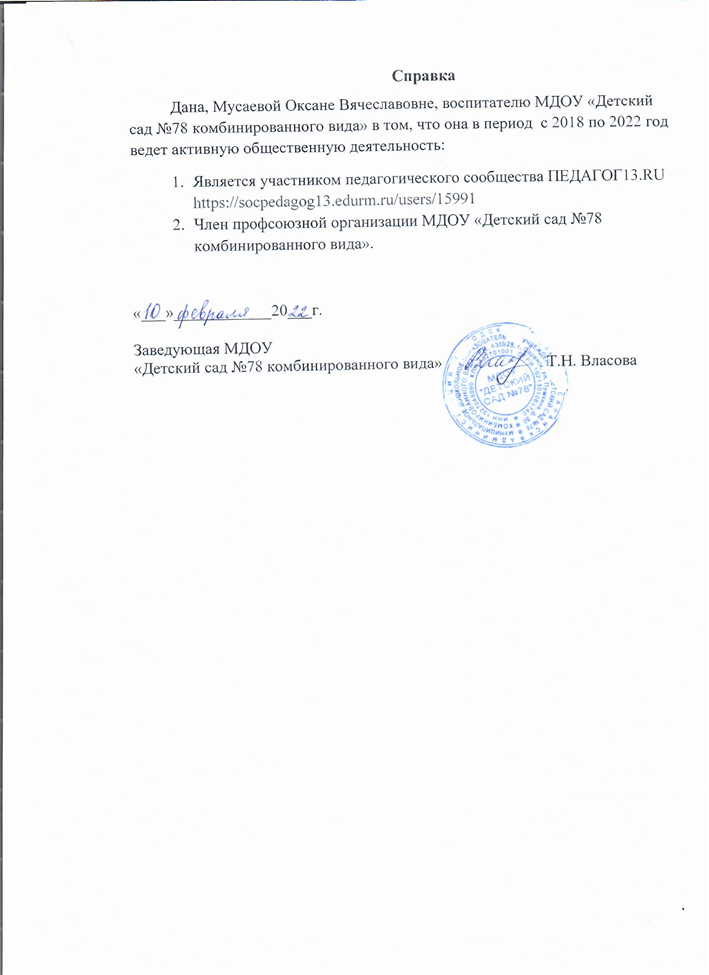 Справка
Дана, Мусаевой Оксане Вячеславовне, воспитателю МДОУ «Детский
сад №78 комбинированного вида» в том, что она в период с 2018 по 2022 год
ведет активную общественную деятельность:
1. Является участником педагогического сообщества ПЕДАГОГ13.RU
https://socpedagog13.edurm.ru/users/15991
2. Член профсоюзной организации МДОУ «Детский сад №78
комбинированного вида».
«10» февраля 2022 г.
Заведующая МДОУ
«Детский сад №78 комбинированного вида» Т.Н. Власова
"ДЕТСКИЙ
САД №78"